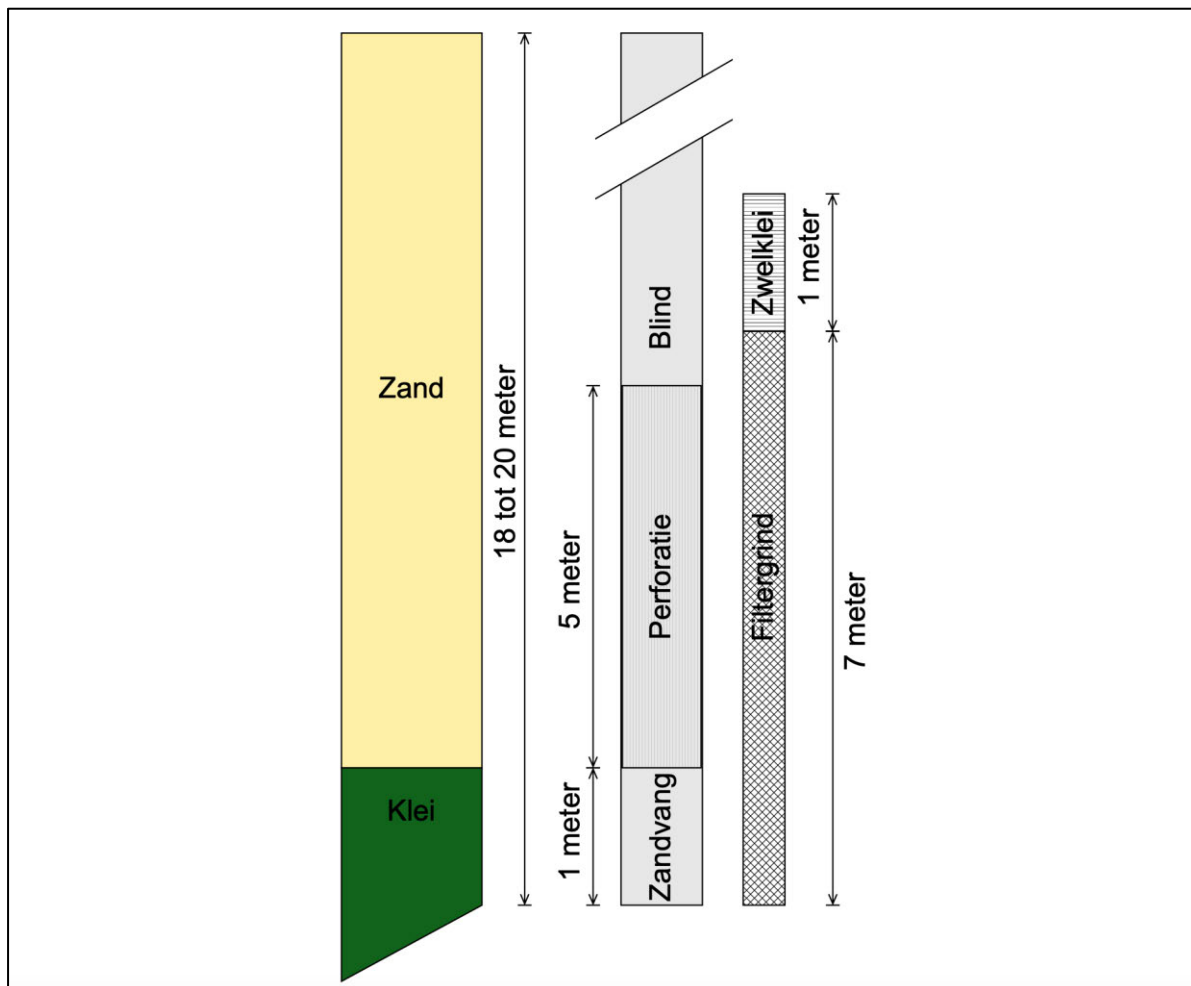 Zand
Klei
18 tot 20 meter
5 meter
1 meter
Blind
Perforatie
Zandvang
Zwelklei
Filtergrind
1 meter
7 meter